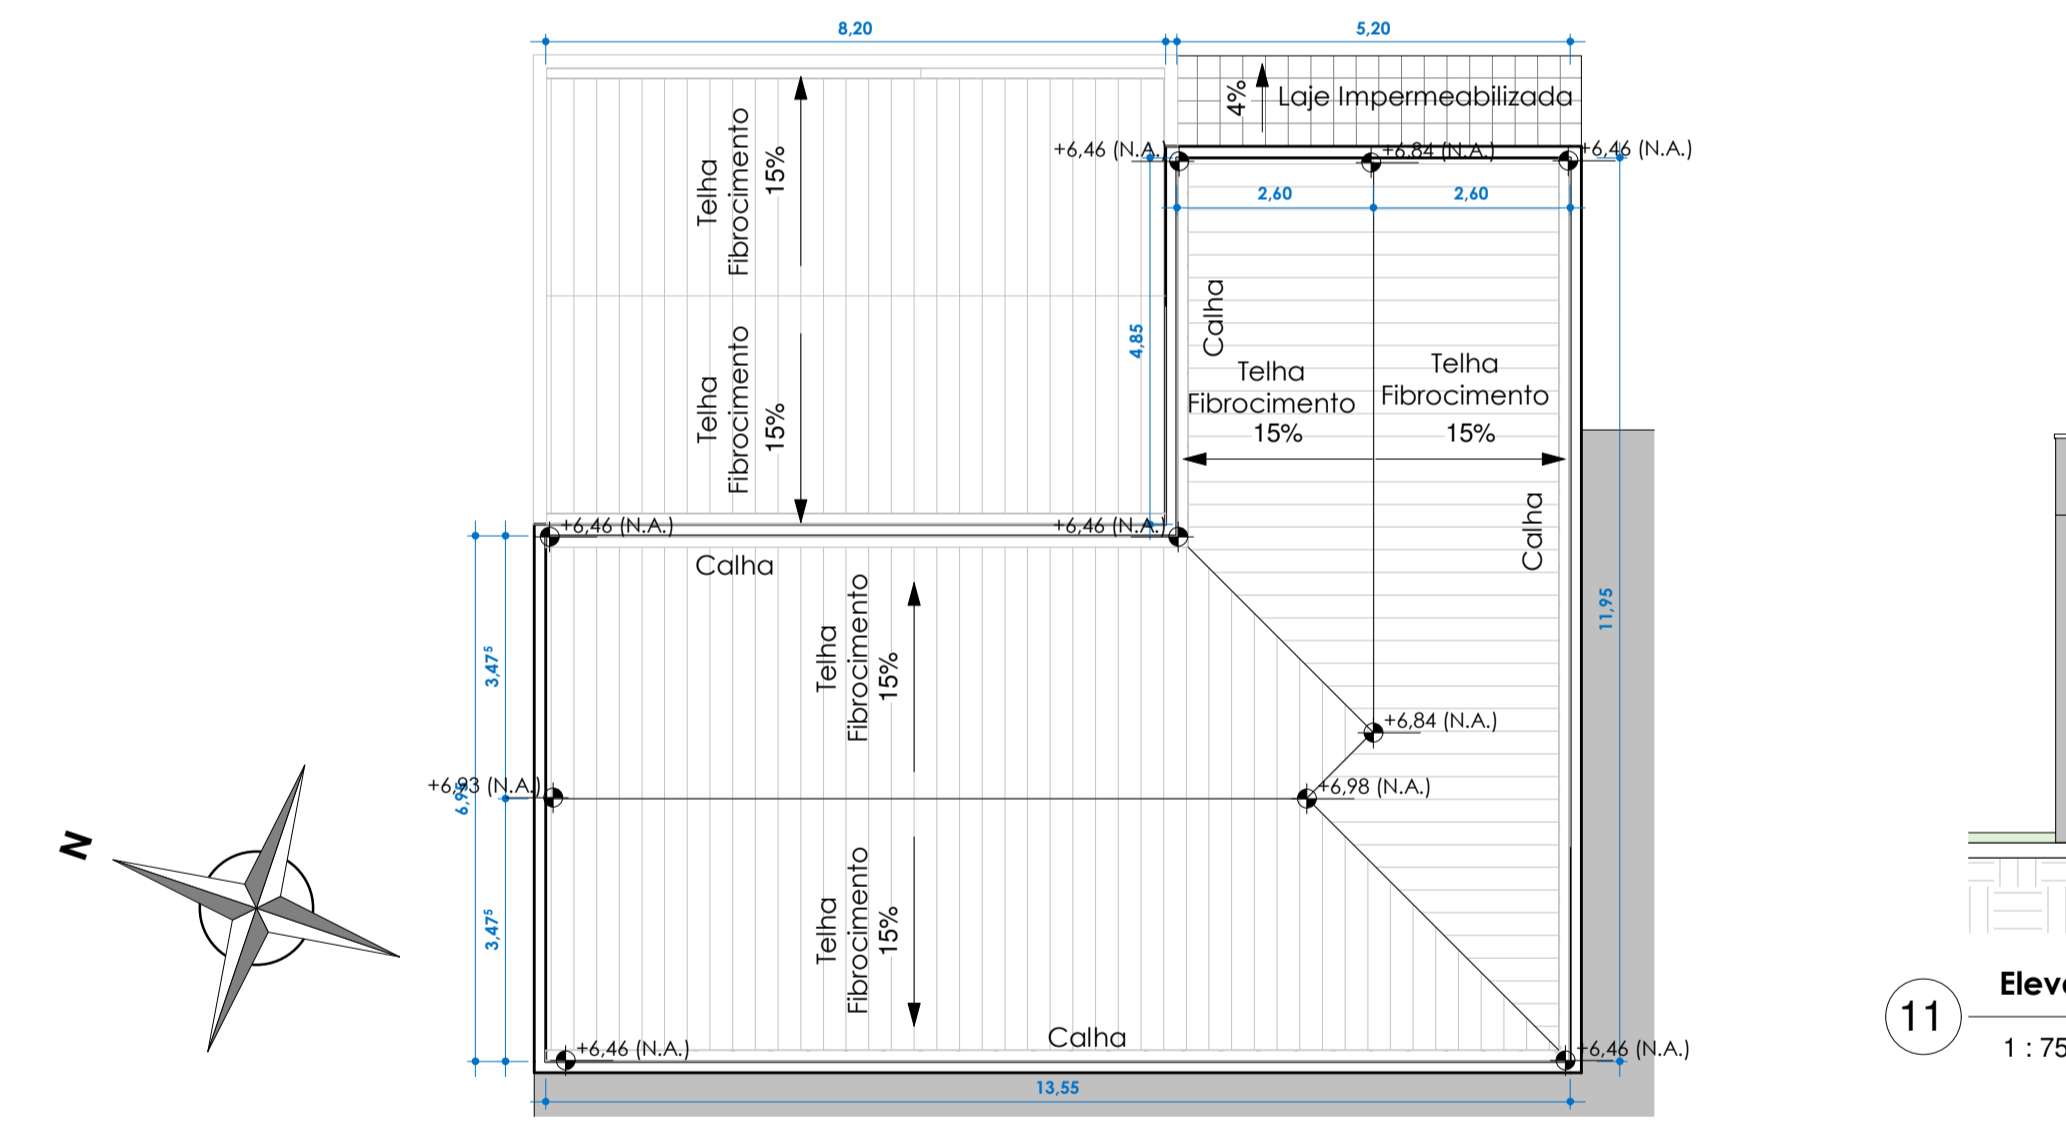 8,20
5,20
4%
Laje Impermeabilizada
+6,46 (N.A.)
+6,84 (N.A.)
+6,46 (N.A.)
2,60
2,60
Telha
Fibrocimento
15%
Telha
Fibrocimento
15%
4,85
Calha
Telha
Fibrocimento
15%
Telha
Fibrocimento
15%
Calha
+6,46 (N.A.)
+6,46 (N.A.)
Calha
11,95
3,47⁵
Telha
Fibrocimento
15%
+6,84 (N.A.)
+6,93 (N.A.)
6,95
+6,98 (N.A.)
N
3,47⁵
Telha
Fibrocimento
15%
Calha
+6,46 (N.A.)
+6,46 (N.A.)
13,55
11
1 : 75